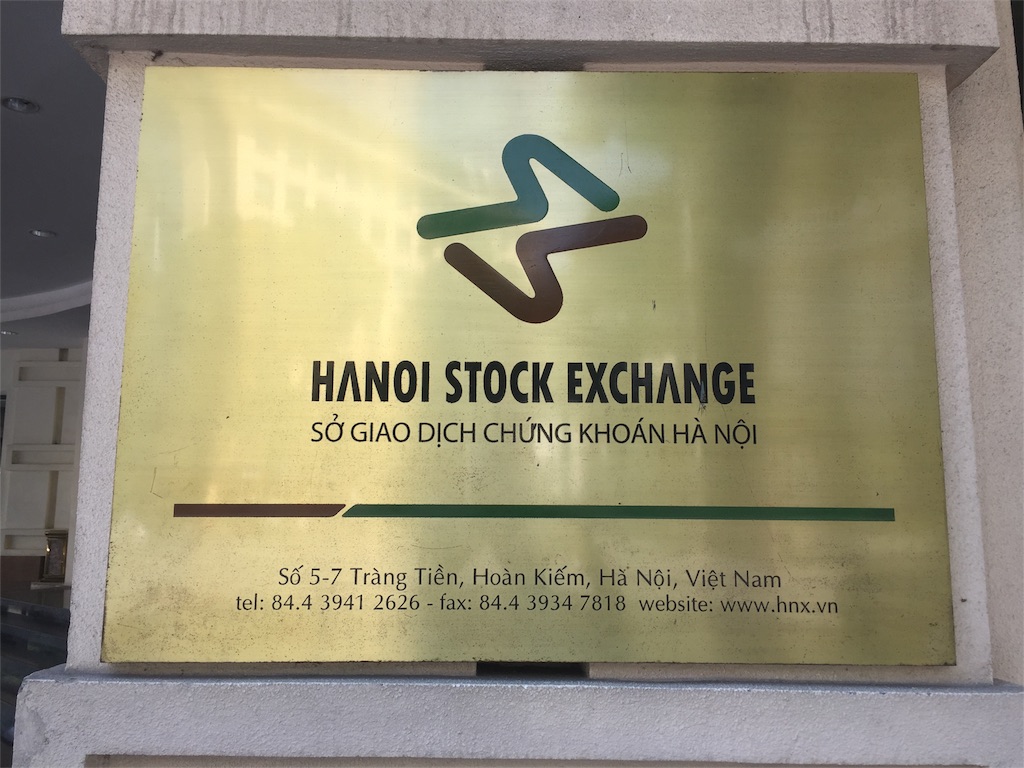 HANOI STOCK EXCHANGE
SỞ GIAO DỊCH CHỨNG KHOÁN HÀ NỘI
Số 5-7 Tràng Tiền, Hoàn Kiếm, Hà Nội, Việt Nam
tel: 84.4 3941 2626 - fax: 84.4 3934 7818 website: www.hnx.vn